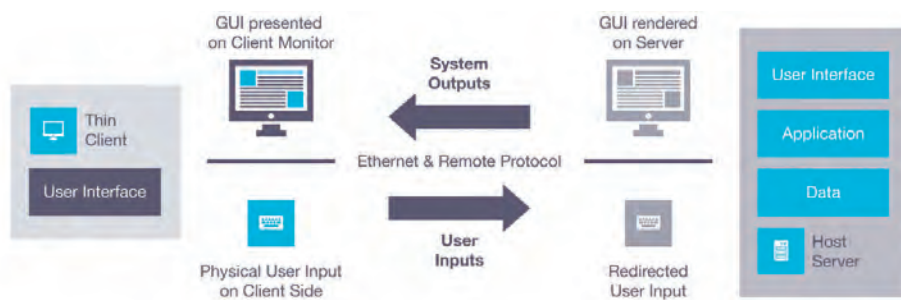 GUI presented
on Client Monitor
GUI rendered
on Server
System
Outputs
User Interface
Thin
Client
Application
Ethernet & Remote Protocol
User Interface
Data
User
Inputs
Host
Server
Physical User Input
on Client Side
Redirected
User Input